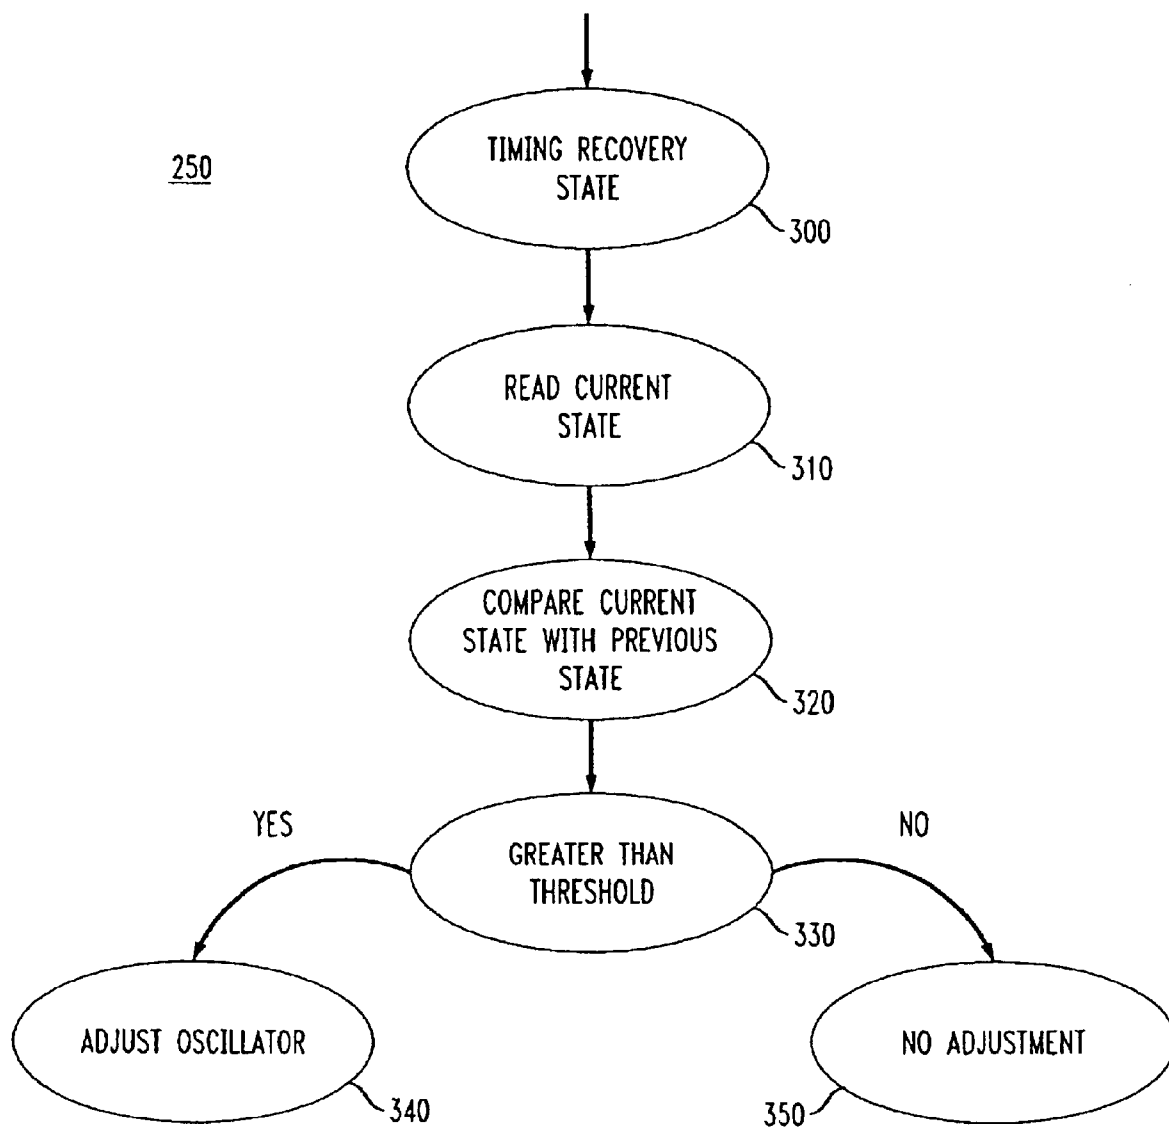 250
TIMING RECOVERY
STATE
300
READ CURRENT
STATE
310
COMPARE CURRENT
STATE WITH PREVIOUS
STATE
320
YES
NO
GREATER THAN
THRESHOLD
330
ADJUST OSCILLATOR
340
NO ADJUSTMENT
350